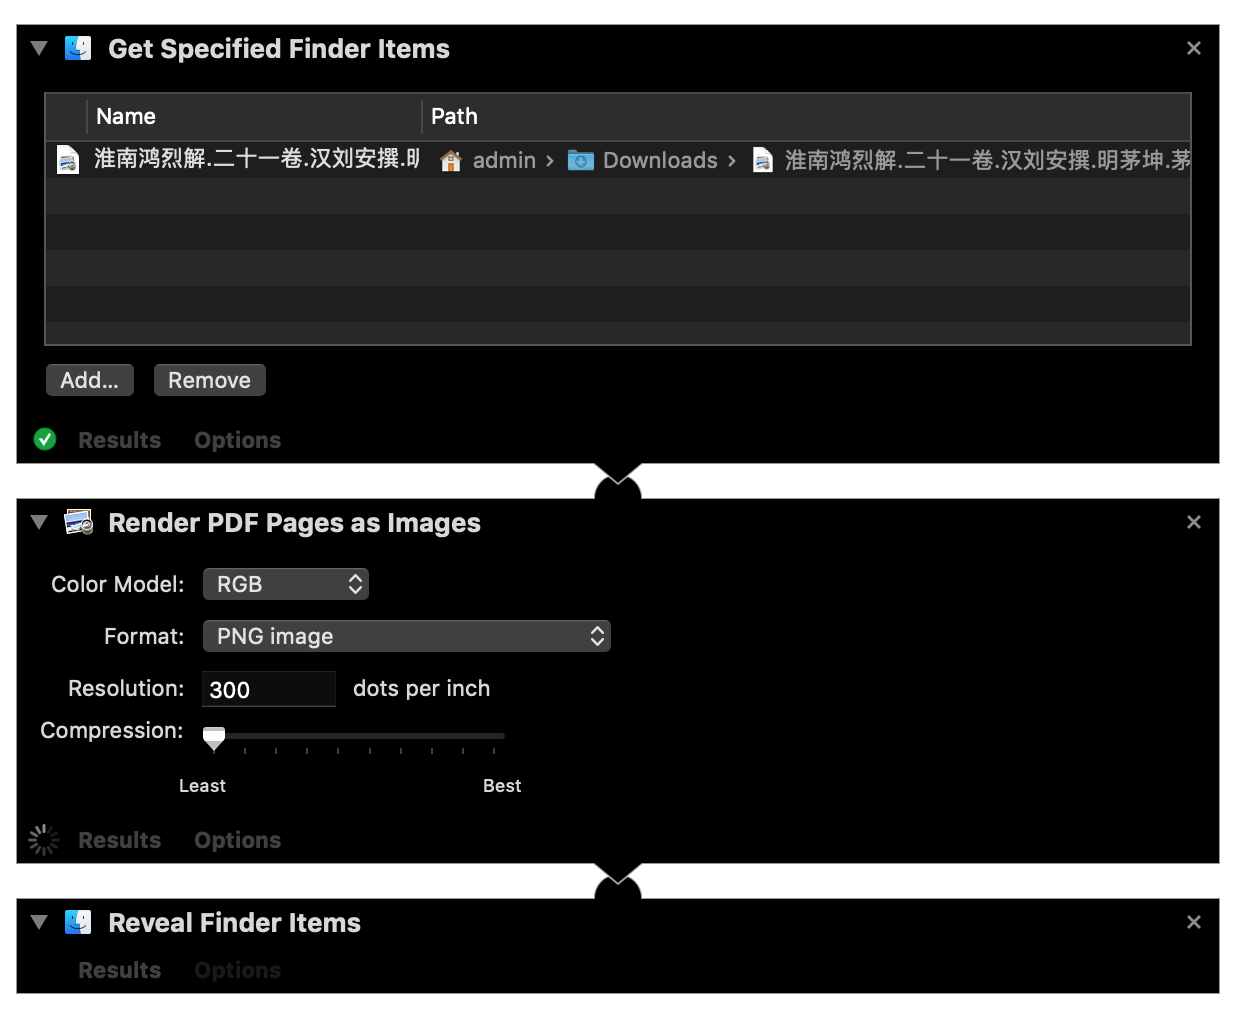 Get Specified Finder Items
Name Path
淮南鸿烈解.二十一卷.汉刘安撰.明 admin › Downloads › 淮南鸿烈解.二十一卷.汉刘安撰.明茅坤.茅
Add... Remove
Results Options
Render PDF Pages as Images
Color Model: RGB
Format: PNG image
Resolution: 300 dots per inch
Compression:
Least Best
Results Options
Reveal Finder Items
Results Options